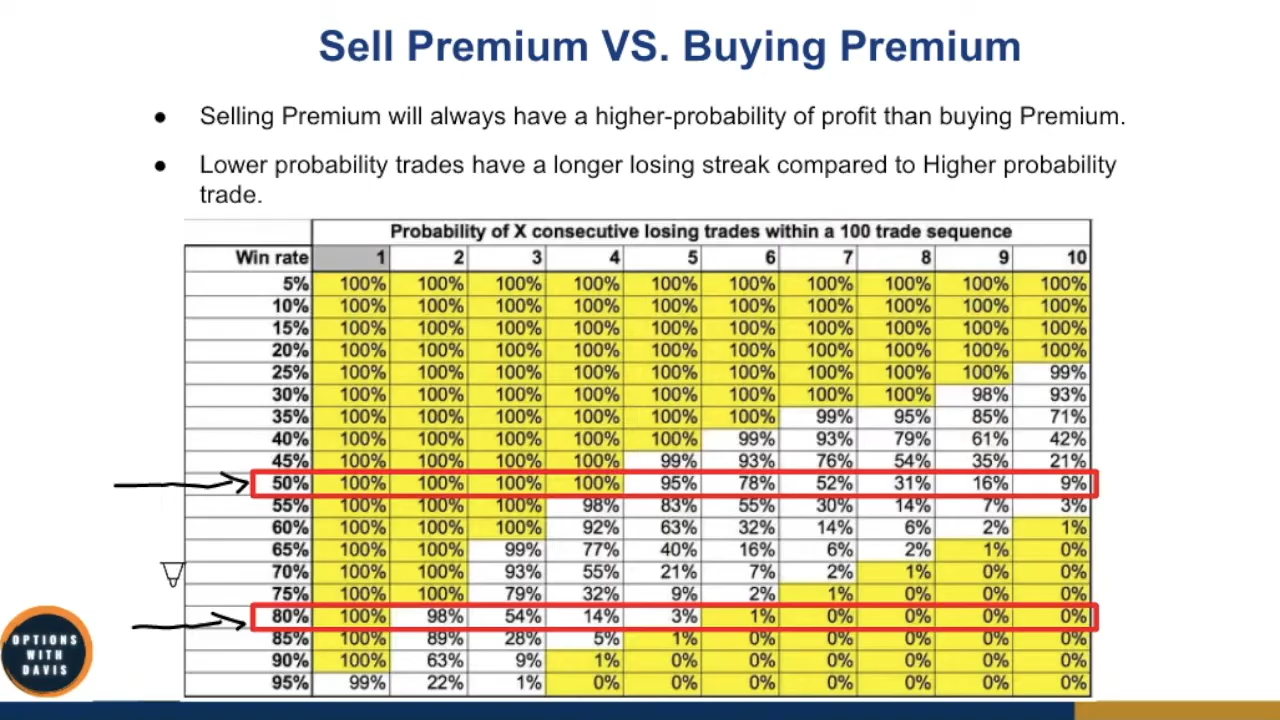 Sell Premium VS. Buying Premium
● Selling Premium will always have a higher-probability of profit than buying Premium.
● Lower probability trades have a longer losing streak compared to Higher probability
trade.
Probability of X consecutive losing trades within a 100 trade sequence
Win rate 1 2 3 4 5 6 7 8 9 10
5% 100% 100% 100% 100% 100% 100% 100% 100% 100% 100%
10% 100% 100% 100% 100% 100% 100% 100% 100% 100% 100%
15% 100% 100% 100% 100% 100% 100% 100% 100% 100% 100%
20% 100% 100% 100% 100% 100% 100% 100% 100% 100% 100%
25% 100% 100% 100% 100% 100% 100% 100% 100% 100% 99%
30% 100% 100% 100% 100% 100% 100% 100% 100% 98% 93%
35% 100% 100% 100% 100% 100% 100% 99% 95% 85% 71%
40% 100% 100% 100% 100% 100% 99% 93% 79% 61% 42%
45% 100% 100% 100% 100% 99% 93% 76% 54% 35% 21%
50% 100% 100% 100% 100% 95% 78% 52% 31% 16% 9%
55% 100% 100% 100% 98% 83% 55% 30% 14% 7% 3%
60% 100% 100% 100% 92% 63% 32% 14% 6% 2% 1%
65% 100% 100% 99% 77% 40% 16% 6% 2% 1% 0%
70% 100% 100% 93% 55% 21% 7% 2% 1% 0% 0%
75% 100% 100% 79% 32% 9% 2% 1% 0% 0% 0%
80% 100% 98% 54% 14% 3% 1% 0% 0% 0% 0%
85% 100% 89% 28% 5% 1% 0% 0% 0% 0% 0%
90% 100% 63% 9% 1% 0% 0% 0% 0% 0% 0%
95% 99% 22% 1% 0% 0% 0% 0% 0% 0% 0%
OPTIONS
WITH
DAVIS